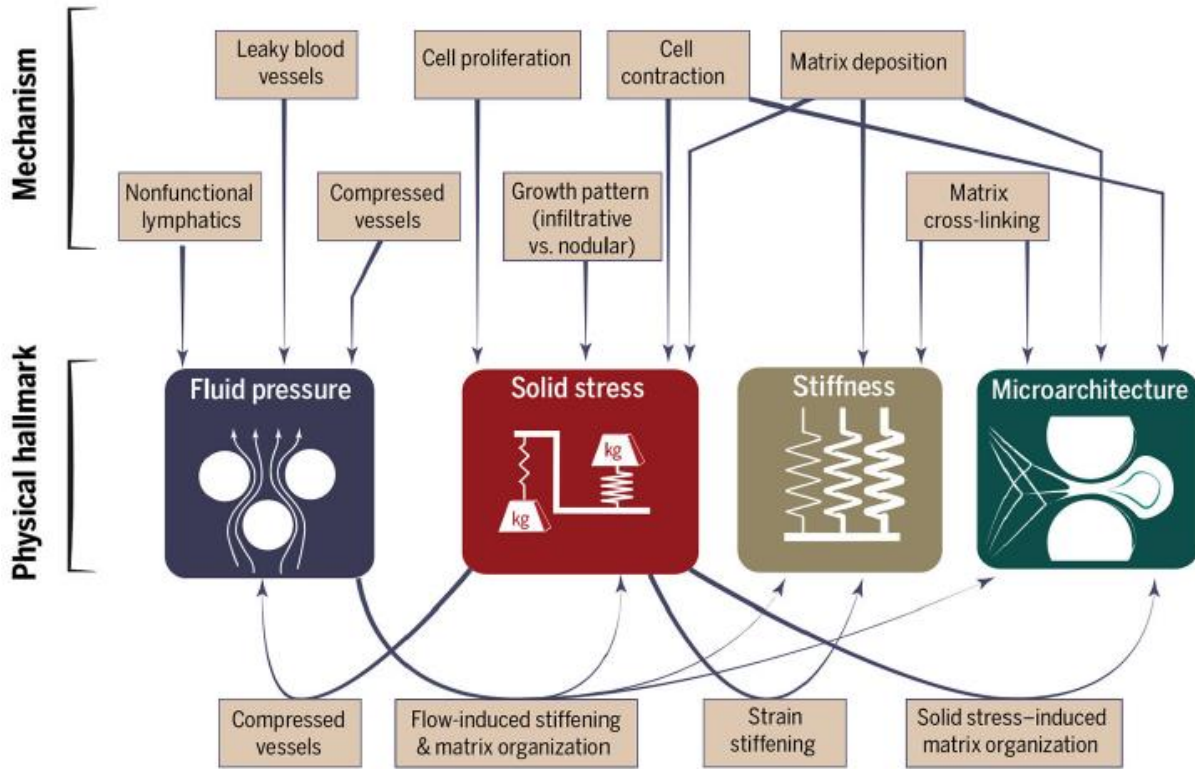 Mechanism
Leaky blood
vessels
Cell proliferation
Cell
contraction
Matrix deposition
Nonfunctional
lymphatics
Compressed
vessels
Growth pattern
(infiltrative
vs. nodular)
Matrix
cross-linking
Physical hallmark
Fluid pressure
Solid stress
kg
kg
Stiffness
Microarchitecture
Compressed
vessels
Flow-induced stiffening
& matrix organization
Strain
stiffening
Solid stress–induced
matrix organization